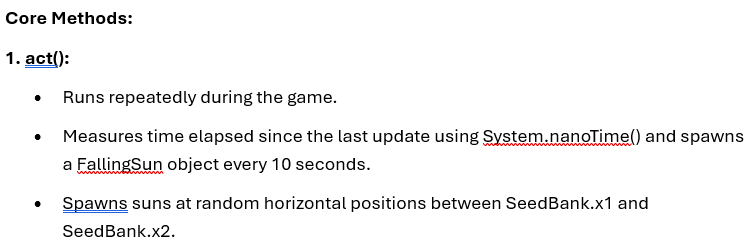 Core Methods:
1. act():
• Runs repeatedly during the game.
• Measures time elapsed since the last update using System.nanoTime() and spawns
a FallingSun object every 10 seconds.
• Spawns suns at random horizontal positions between SeedBank.x1 and
SeedBank.x2.